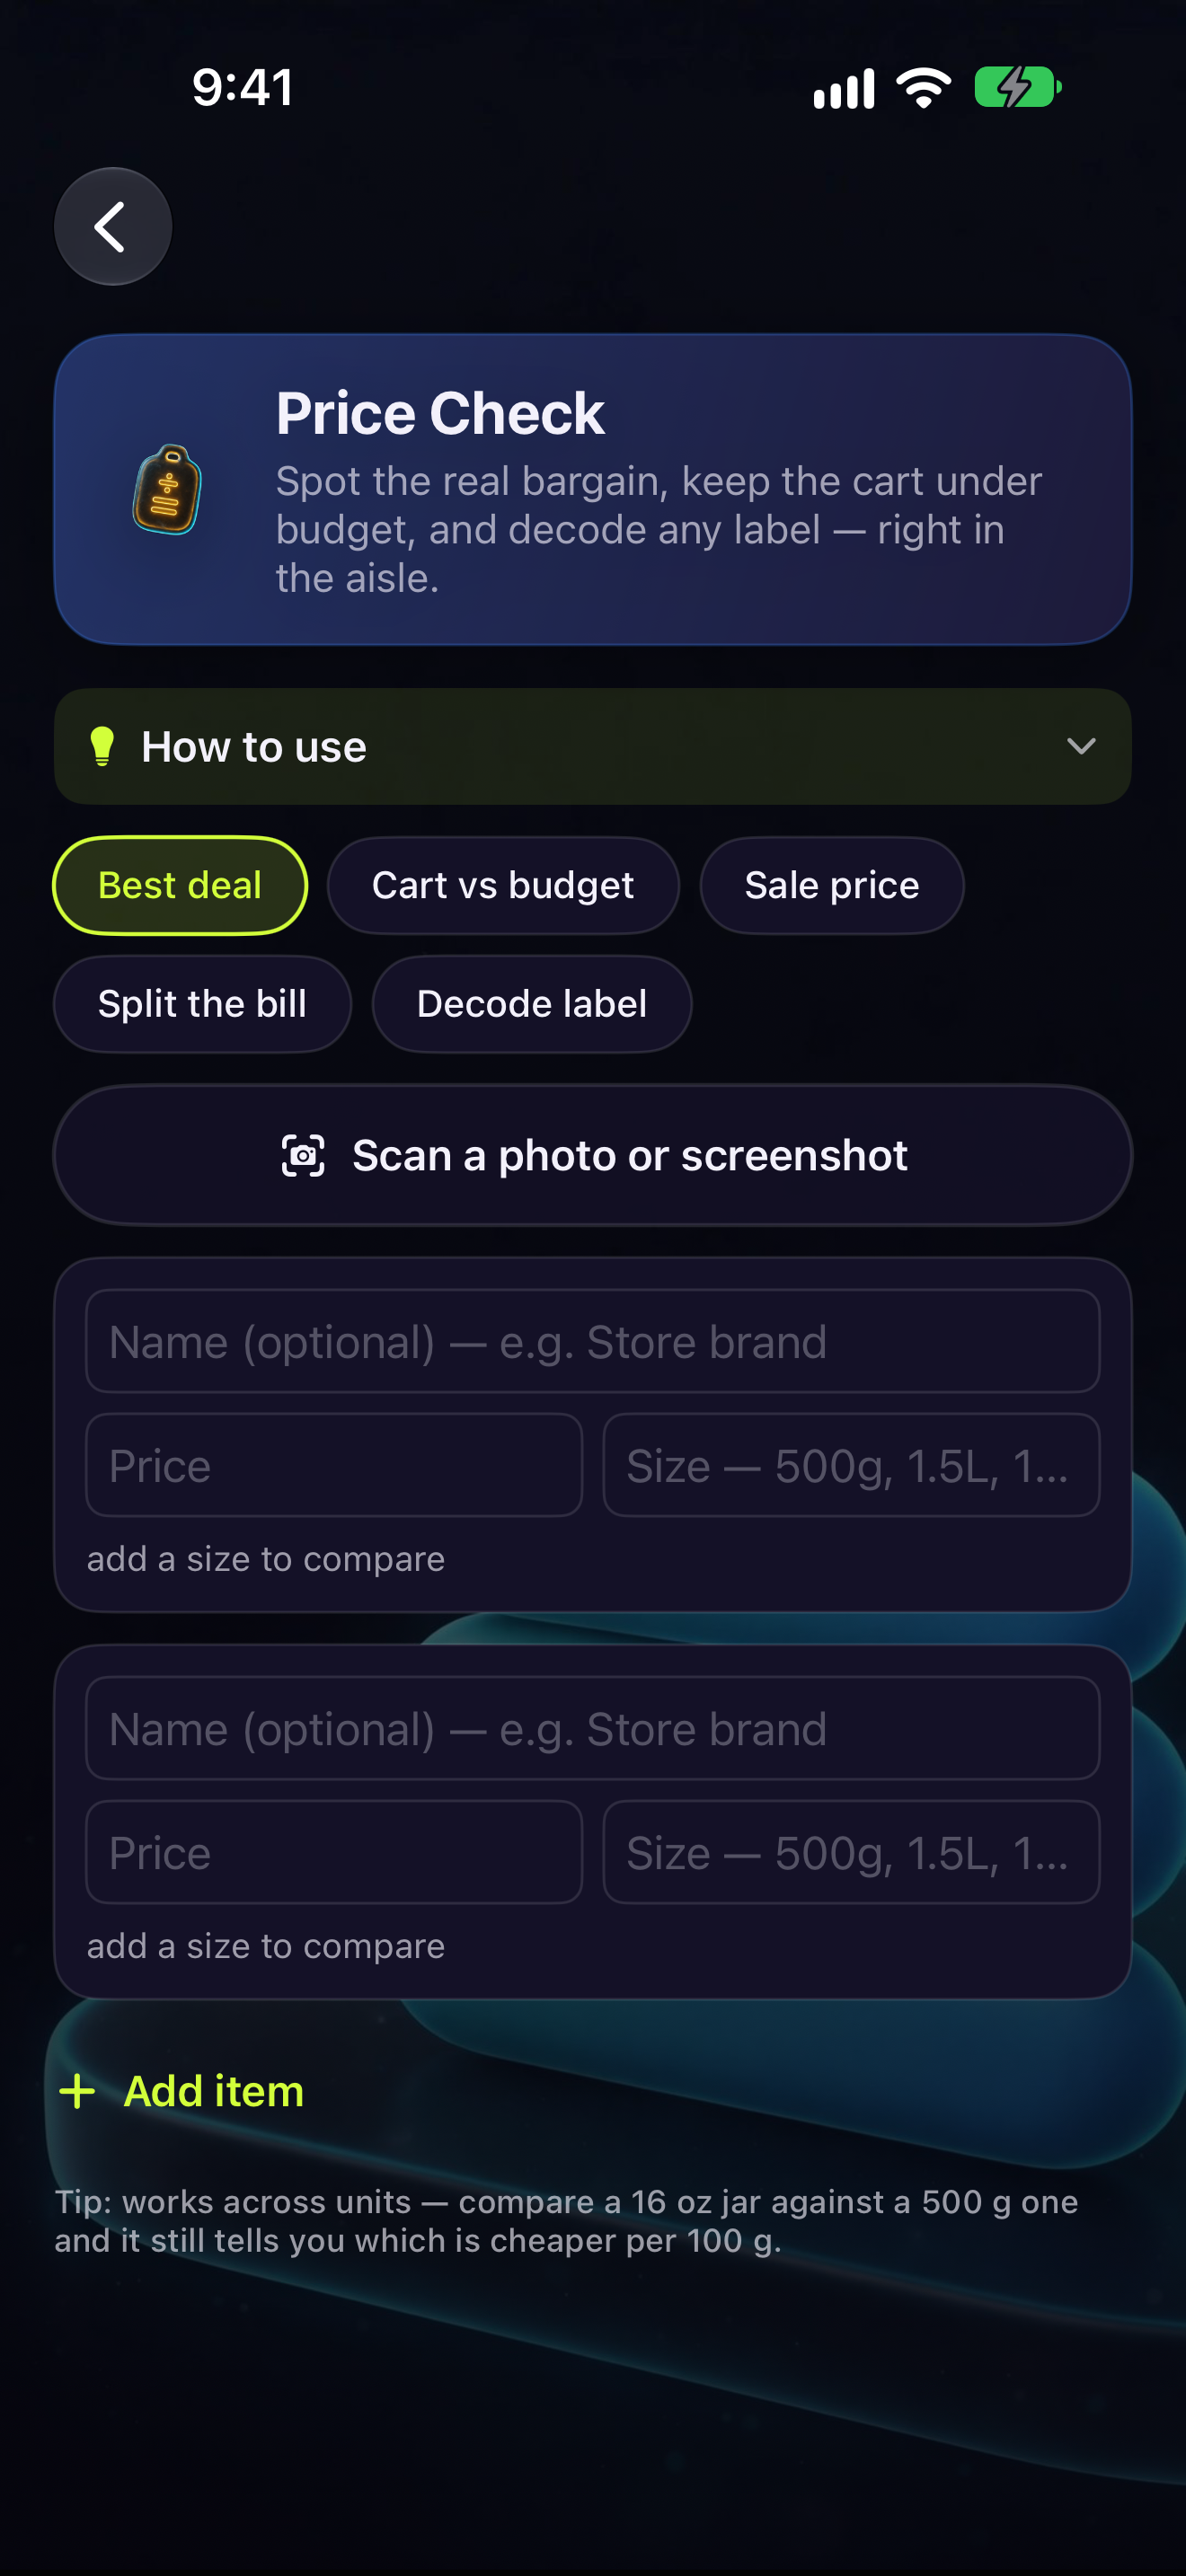 9:41
Price Check
Spot the real bargain, keep the cart under
budget, and decode any label — right in
the aisle.
How to use
Best deal
Cart vs budget
Sale price
Split the bill
Decode label
Scan a photo or screenshot
Name (optional) — e.g. Store brand
Price
Size — 500g, 1.5L, 1...
add a size to compare
Name (optional) — e.g. Store brand
Price
Size — 500g, 1.5L, 1...
add a size to compare
+ Add item
Tip: works across units — compare a 16 oz jar against a 500 g one
and it still tells you which is cheaper per 100 g.